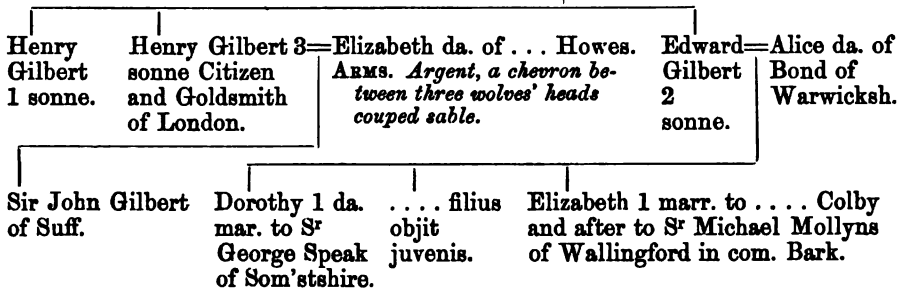 Henry Gilbert 1 sonne.
Henry Gilbert 3=Elizabeth da. of . . . Howes.
sonne Citizen and Goldsmith of London.
ARMS. Argent, a chevron be-
tween three wolves' heads
couped sable.
Edward=Alice da. of
Gilbert Bond of
2 Warwicksh.
sonne.
Sir John Gilbert
of Suff.
Dorothy 1 da.
mar. to Sr
George Speak
of Som'stshire.
. . . . filius
objit
juvenis.
Elizabeth 1 marr. to . . . . Colby
and after to Sr Michael Mollyns
of Wallingford in com. Bark.